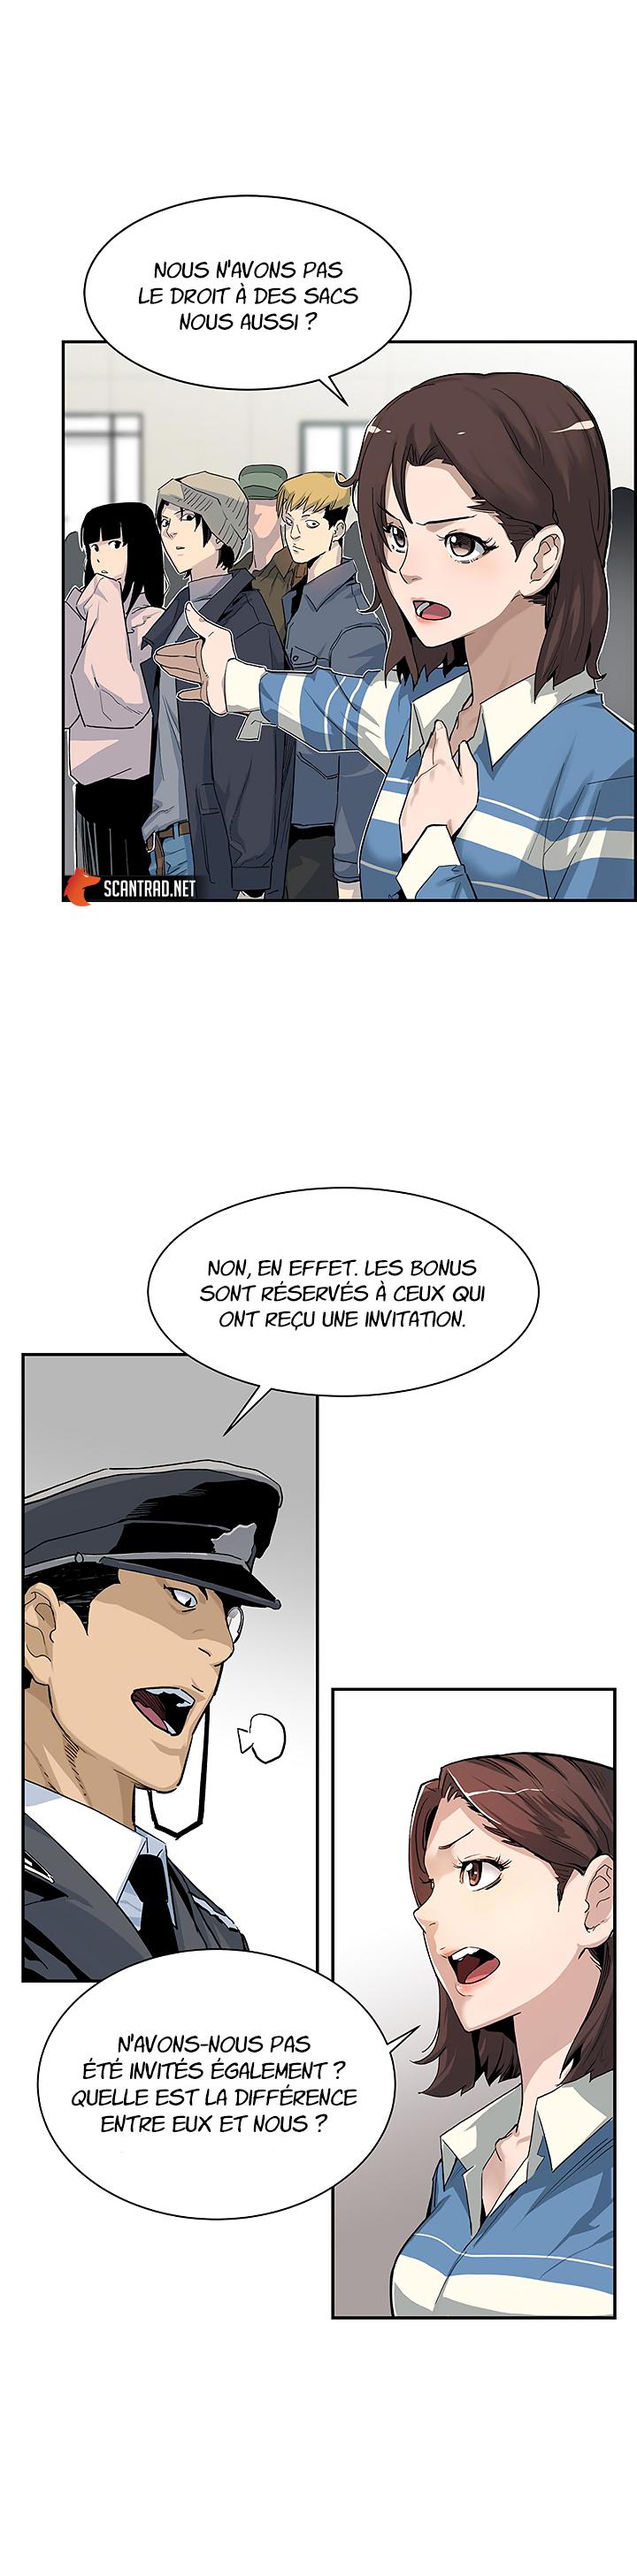 NOUS N'AVONS PAS
LE DROIT À DES SACS
NOUS AUSSI ?
SCANTRAD.NET
NON, EN EFFET. LES BONUS
SONT RÉSERVÉS À CEUX QUI
ONT REÇU UNE INVITATION.
N'AVONS-NOUS PAS
ÉTÉ INVITÉS ÉGALEMENT ?
QUELLE EST LA DIFFÉRENCE
ENTRE EUX ET NOUS ?